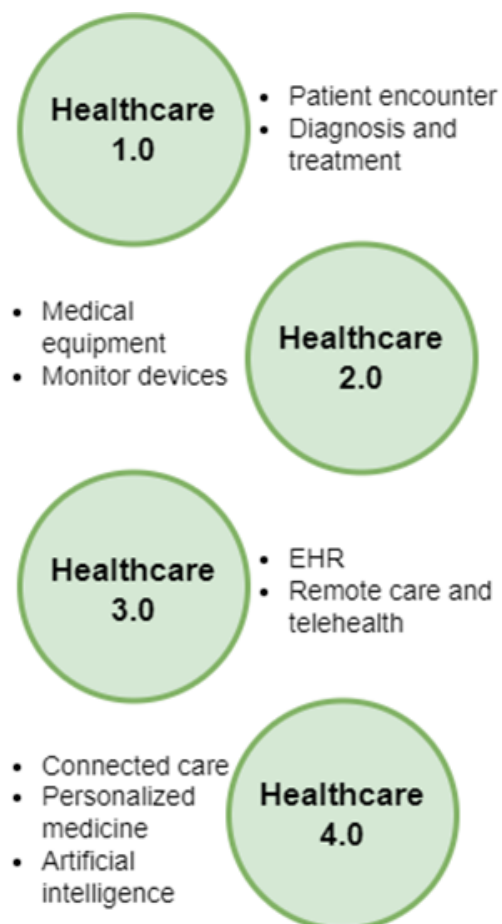 Healthcare
1.0
• Patient encounter
• Diagnosis and
treatment
• Medical
equipment
• Monitor devices
Healthcare
2.0
Healthcare
3.0
• EHR
• Remote care and
telehealth
• Connected care
• Personalized
medicine
• Artificial
intelligence
Healthcare
4.0